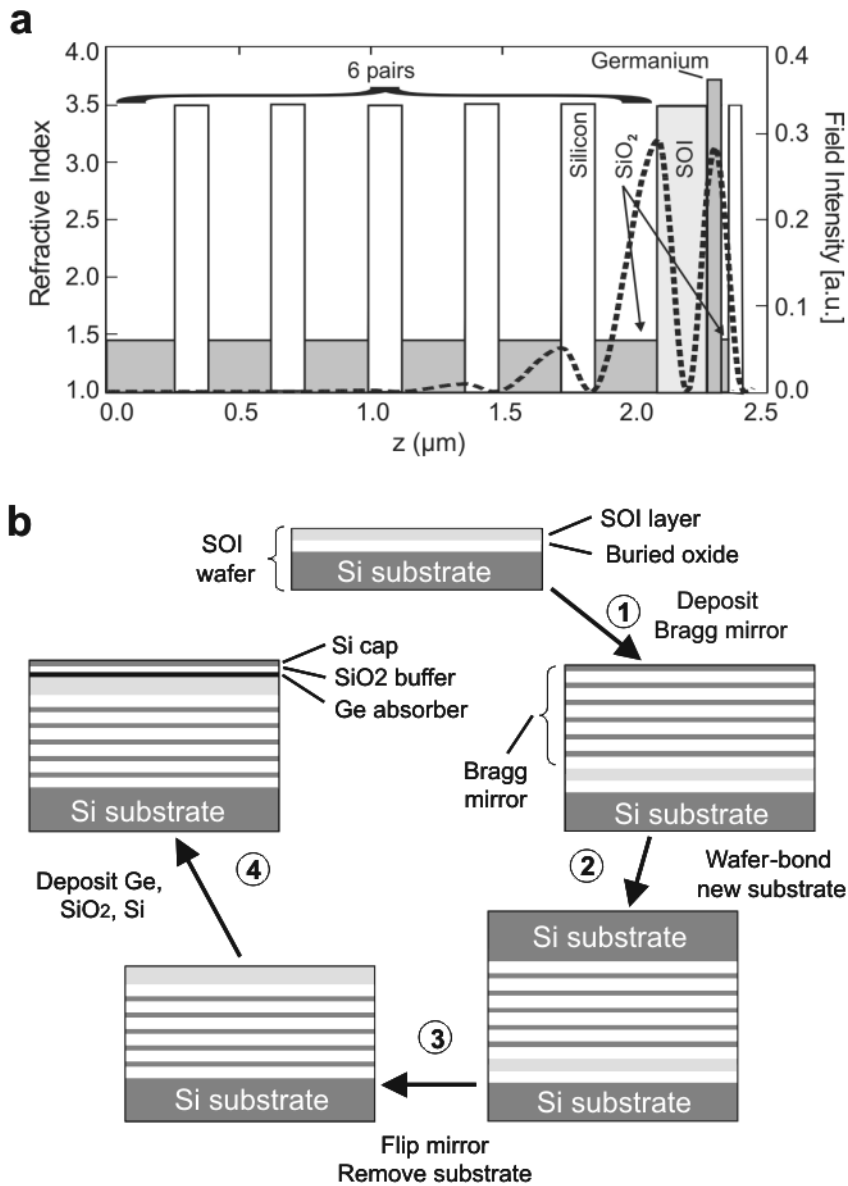 a
4.0
3.5
3.0
2.5
2.0
1.5
1.0
Refractive Index
6 pairs
Silicon
SiO2
SOI
Germanium
0.4
0.3
0.2
0.1
0.0
Field Intensity [a.u.]
0.0 0.5 1.0 1.5 2.0 2.5
z (µm)
b
SOI
wafer
Si substrate
SOI layer
Buried oxide
1
Deposit
Bragg mirror
Si cap
SiO2 buffer
Ge absorber
Si substrate
Bragg
mirror
Si substrate
2
Wafer-bond
new substrate
4
Deposit Ge,
SiO2, Si
Si substrate
Si substrate
3
Si substrate
Flip mirror
Remove substrate